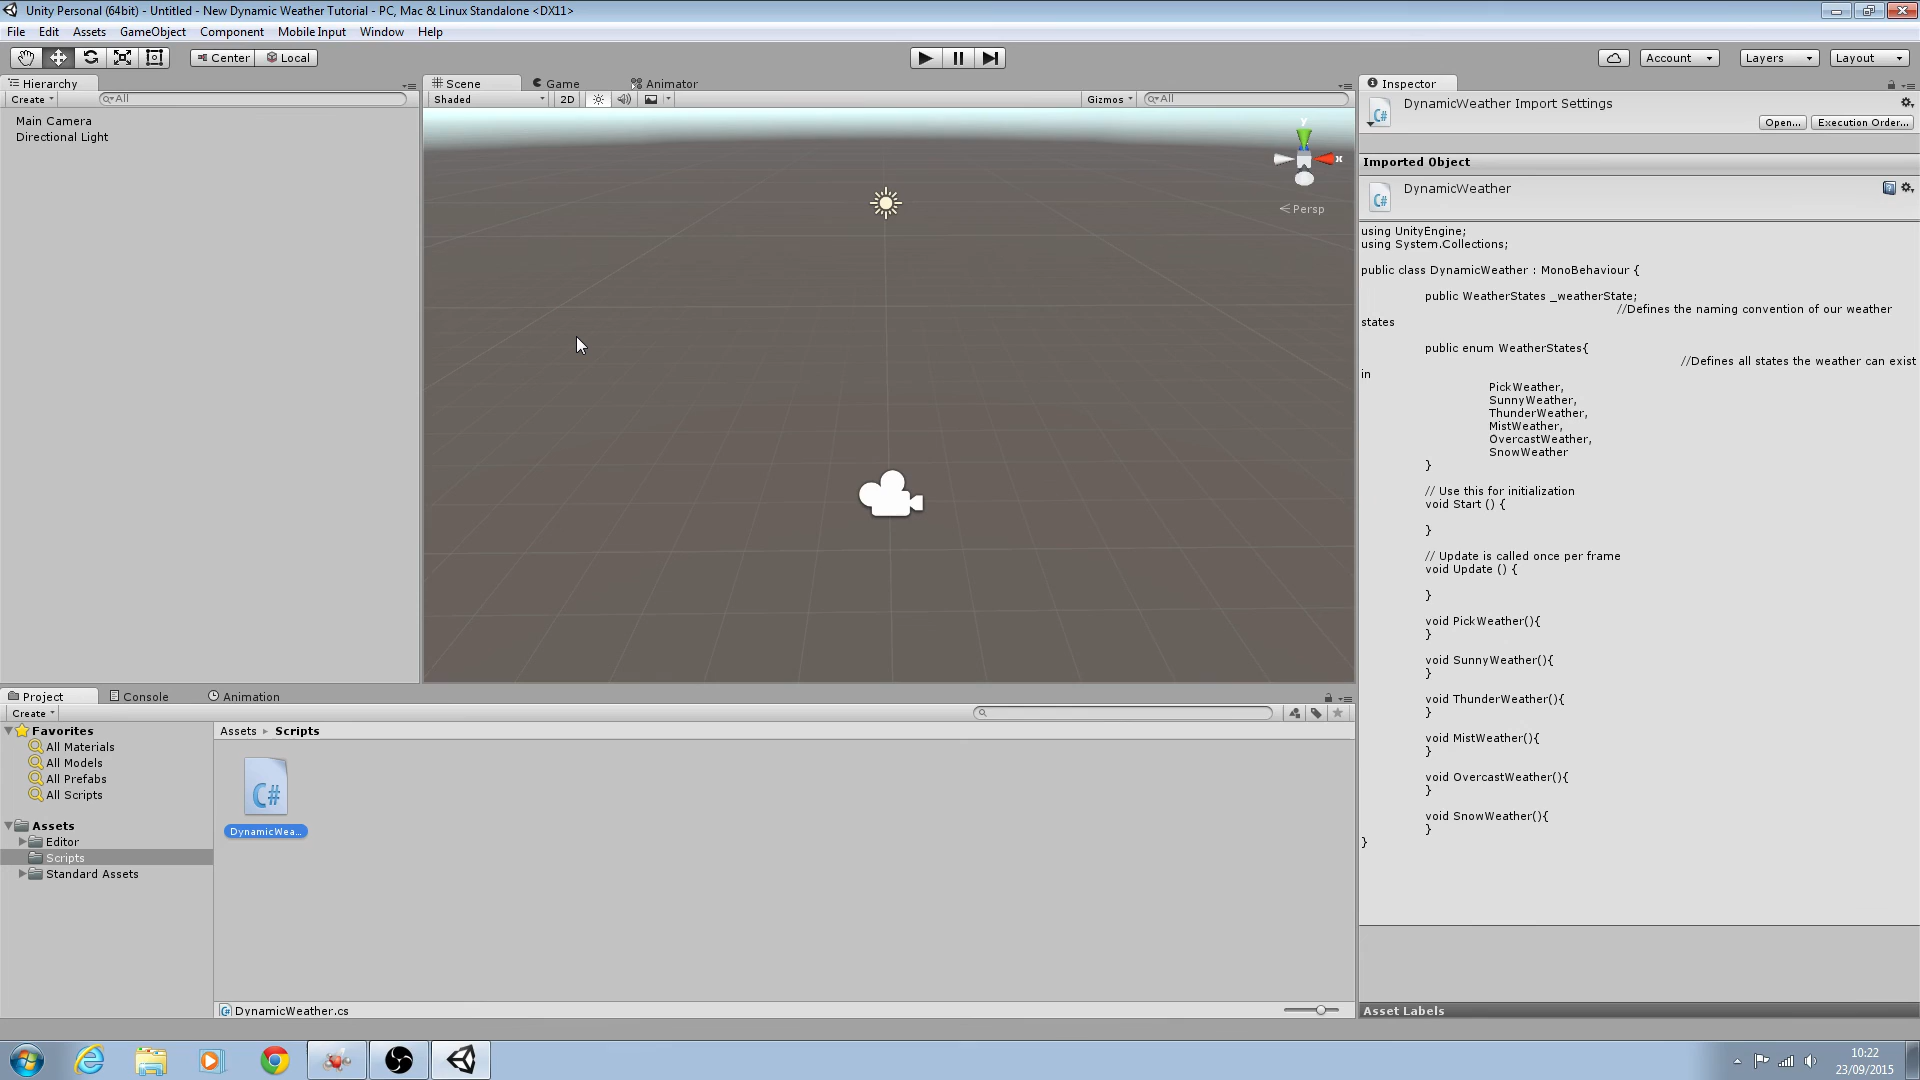 Unity Personal (64bit) - Untitled - New Dynamic Weather Tutorial - PC, Mac & Linux Standalone <DX11>
File Edit Assets GameObject Component Mobile Input Window Help
Center Local Account Layers Layout
Hierarchy
Create All
Main Camera
Directional Light
Scene Game Animator
Shaded 2D Gizmos All
y
x
Persp
Inspector
DynamicWeather Import Settings
Open... Execution Order...
Imported Object
DynamicWeather
C#
using UnityEngine;
using System.Collections;
public class DynamicWeather : MonoBehaviour {
public WeatherStates _weatherState;
//Defines the naming convention of our weather
states
public enum WeatherStates{
//Defines all states the weather can exist
in
PickWeather,
SunnyWeather,
ThunderWeather,
MistWeather,
OvercastWeather,
SnowWeather
}
// Use this for initialization
void Start () {
}
// Update is called once per frame
void Update () {
}
void PickWeather(){
}
void SunnyWeather(){
}
void ThunderWeather(){
}
void MistWeather(){
}
void OvercastWeather(){
}
void SnowWeather(){
}
}
Asset Labels
Project Console Animation
Create
Favorites
All Materials
All Models
All Prefabs
All Scripts
Assets
Editor
Scripts
Standard Assets
Assets Scripts
C#
DynamicWea...
DynamicWeather.cs
10:22
23/09/2015